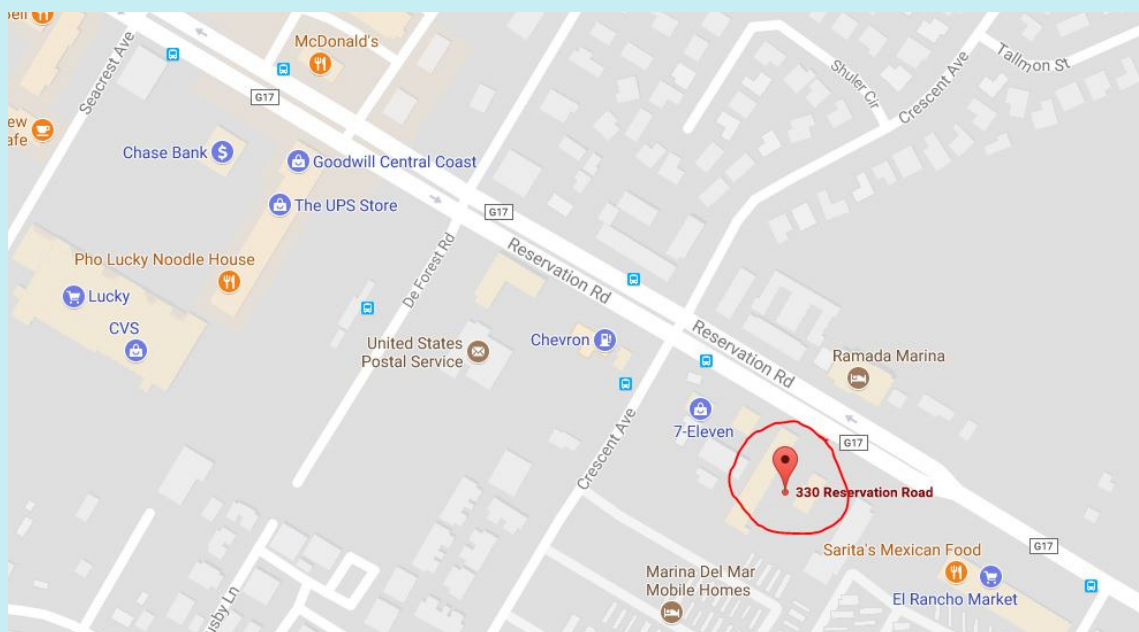 McDonald's
Seacrest Ave
G17
Shuler Cir
Crescent Ave
Tallmon St
Chase Bank
Goodwill Central Coast
The UPS Store
G17
Pho Lucky Noodle House
De Forest Rd
Reservation Rd
Lucky
CVS
United States
Postal Service
Chevron
Reservation Rd
Ramada Marina
7-Eleven
G17
Crescent Ave
330 Reservation Road
Sarita's Mexican Food
G17
Marina Del Mar
Mobile Homes
El Rancho Market